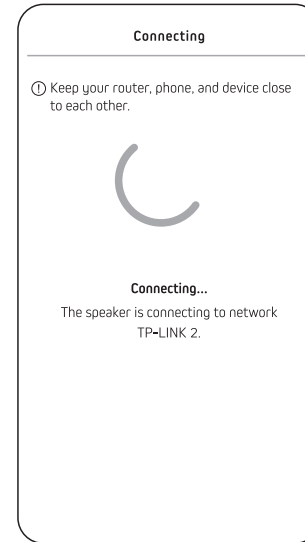 Connecting
! Keep your router, phone, and device close
to each other.
Connecting...
The speaker is connecting to network
TP-LINK 2.